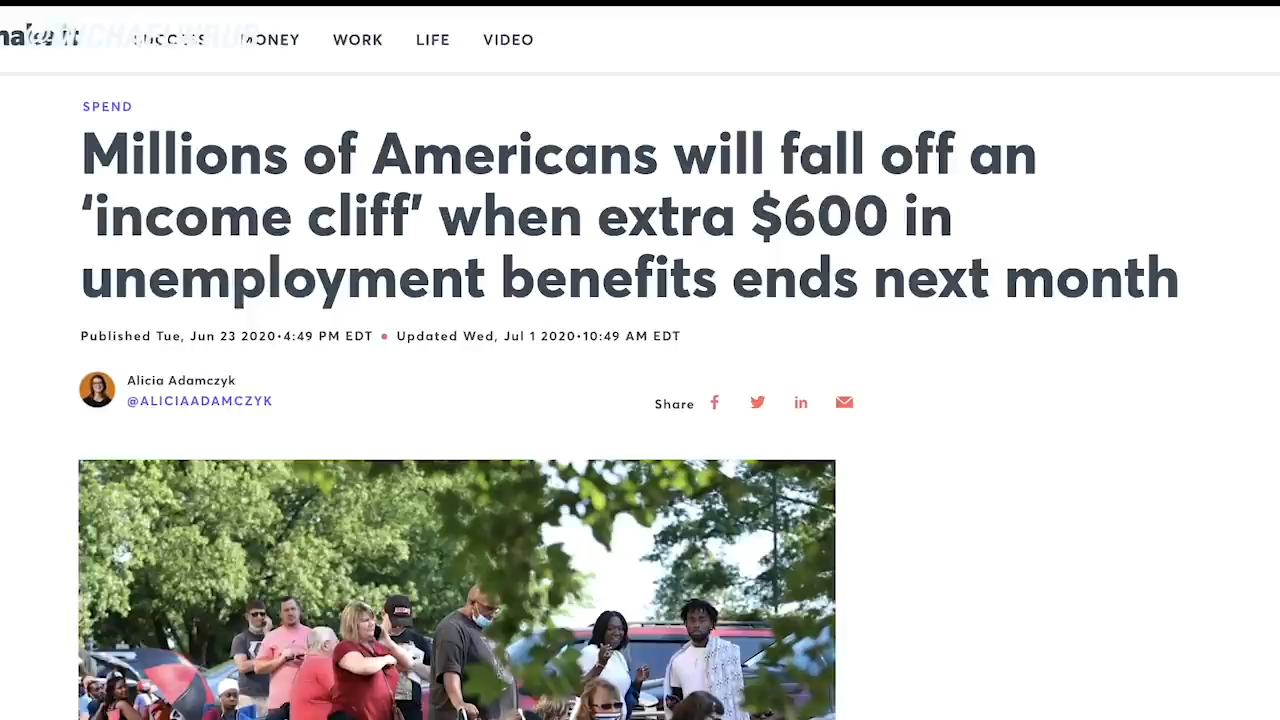 make it SUCCESS MONEY WORK LIFE VIDEO
SPEND
Millions of Americans will fall off an
‘income cliff’ when extra $600 in
unemployment benefits ends next month
Published Tue, Jun 23 2020•4:49 PM EDT • Updated Wed, Jul 1 2020•10:49 AM EDT
Alicia Adamczyk
@ALICIAADAMCZYK
Share